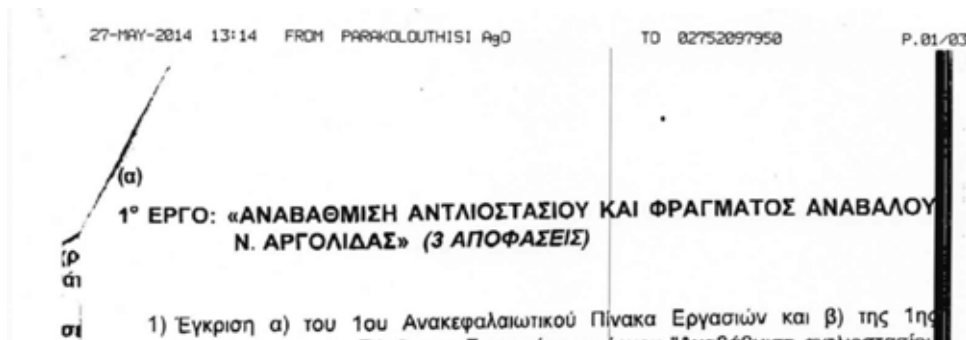 27-MAY-2014 13:14 FROM PARAKOLOUTHISI AgO TO 02752097950 P.01/03
(α)
1° ΕΡΓΟ: «ΑΝΑΒΑΘΜΙΣΗ ΑΝΤΛΙΟΣΤΑΣΙΟΥ ΚΑΙ ΦΡΑΓΜΑΤΟΣ ΑΝΑΒΑΛΟΥ
Ν. ΑΡΓΟΛΙΔΑΣ» (3 ΑΠΟΦΑΣΕΙΣ)
1) Έγκριση α) του 1ου Ανακεφαλαιωτικού Πίνακα Εργασιών και β) της 1ης